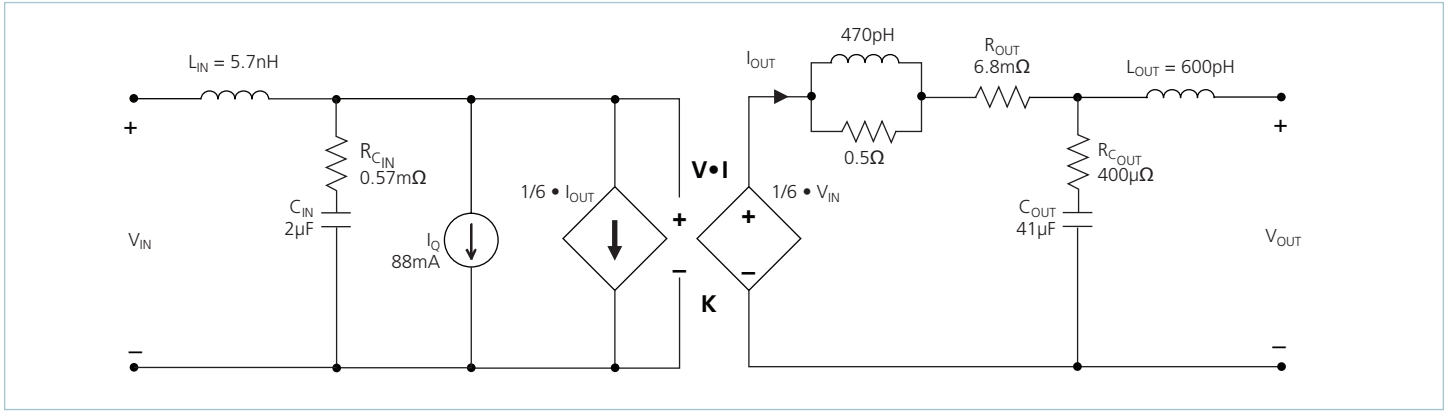 L_IN = 5.7nH
+
R_C_IN
0.57mΩ
C_IN
2µF
V_IN
I_Q
88mA
1/6 • I_OUT
–
V•I
+
–
K
1/6 • V_IN
+
–
I_OUT
470pH
0.5Ω
R_OUT
6.8mΩ
L_OUT = 600pH
+
R_C_OUT
400µΩ
C_OUT
41µF
V_OUT
–